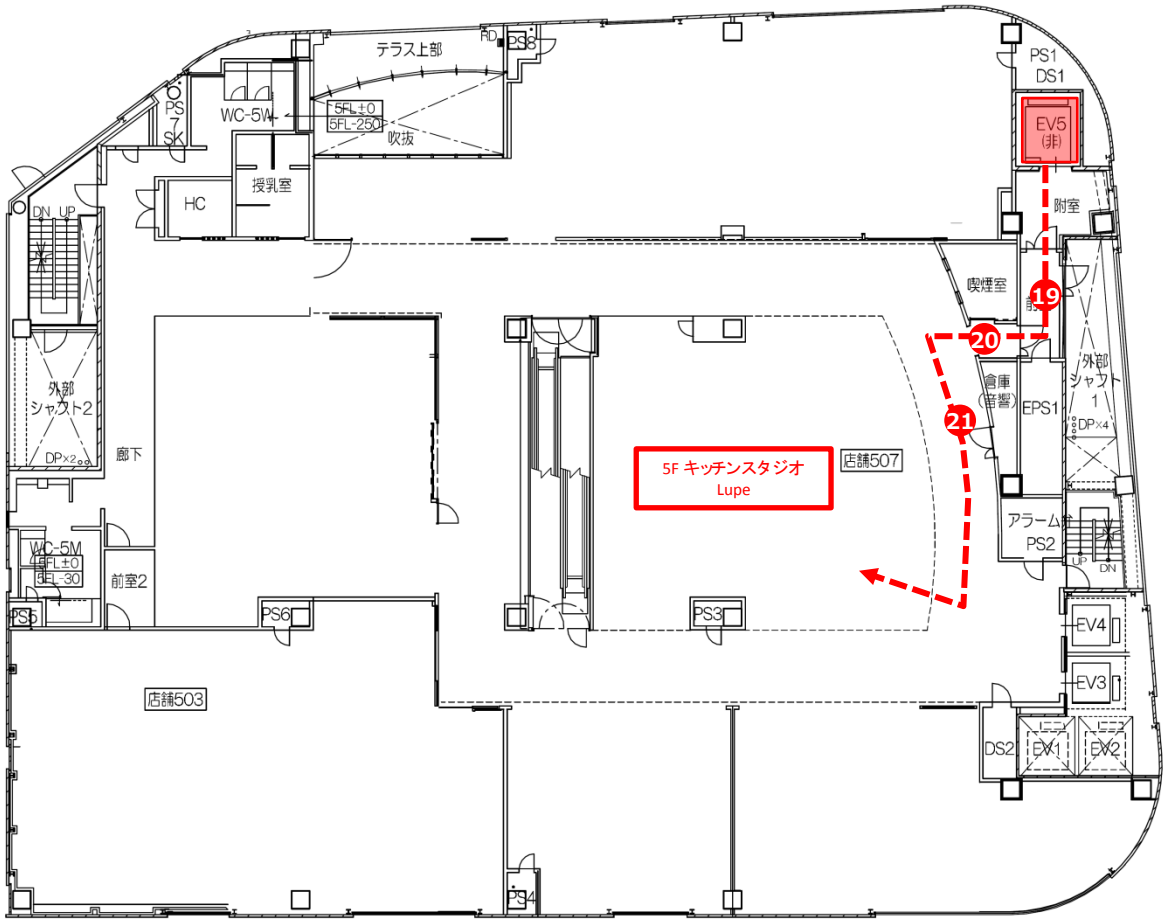 テラス上部
RD
PS8
PS1
DS1
PS
7
SK
WC-5W
5FL±0
5FL-250
吹抜
EV5
(非)
授乳室
HC
附室
DN UP
喫煙室
前
19
20
外部
シャフト2
DP×2
廊下
倉庫
(音響)
EPS1
外部
シャフト
1
DP×4
21
5F キッチンスタジオ
Lupe
店舗507
アラーム弁
PS2
UP
DN
WC-5M
5FL±0
5FL-30
前室2
PS5
PS6
PS3
EV4
EV3
店舗503
DS2
EV1
EV2
PS4